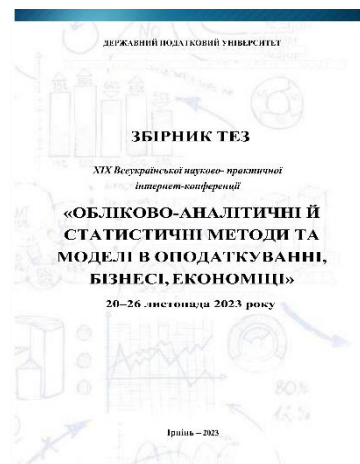 ДЕРЖАВНИЙ ПОДАТКОВИЙ УНІВЕРСИТЕТ
ЗБІРНИК ТЕЗ
XIX Всеукраїнської науково- практичної
інтернет-конференції
«ОБЛІКОВО-АНАЛІТИЧНІ Й
СТАТИСТИЧНІ МЕТОДИ ТА
МОДЕЛІ В ОПОДАТКУВАННІ,
БІЗНЕСІ, ЕКОНОМІЦІ»
20–26 листопада 2023 року
80%
Ірпінь – 2023